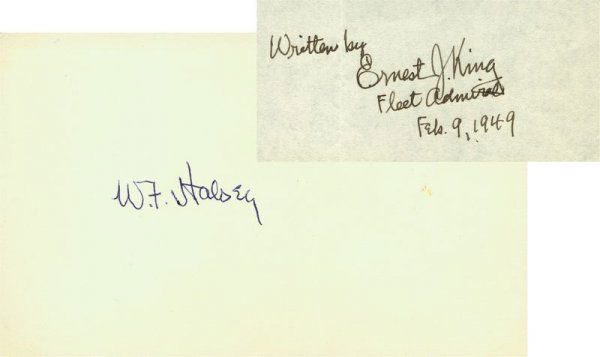 Written by
Ernest J. King
Fleet Admiral
Feb. 9, 1949
W.F. Halsey